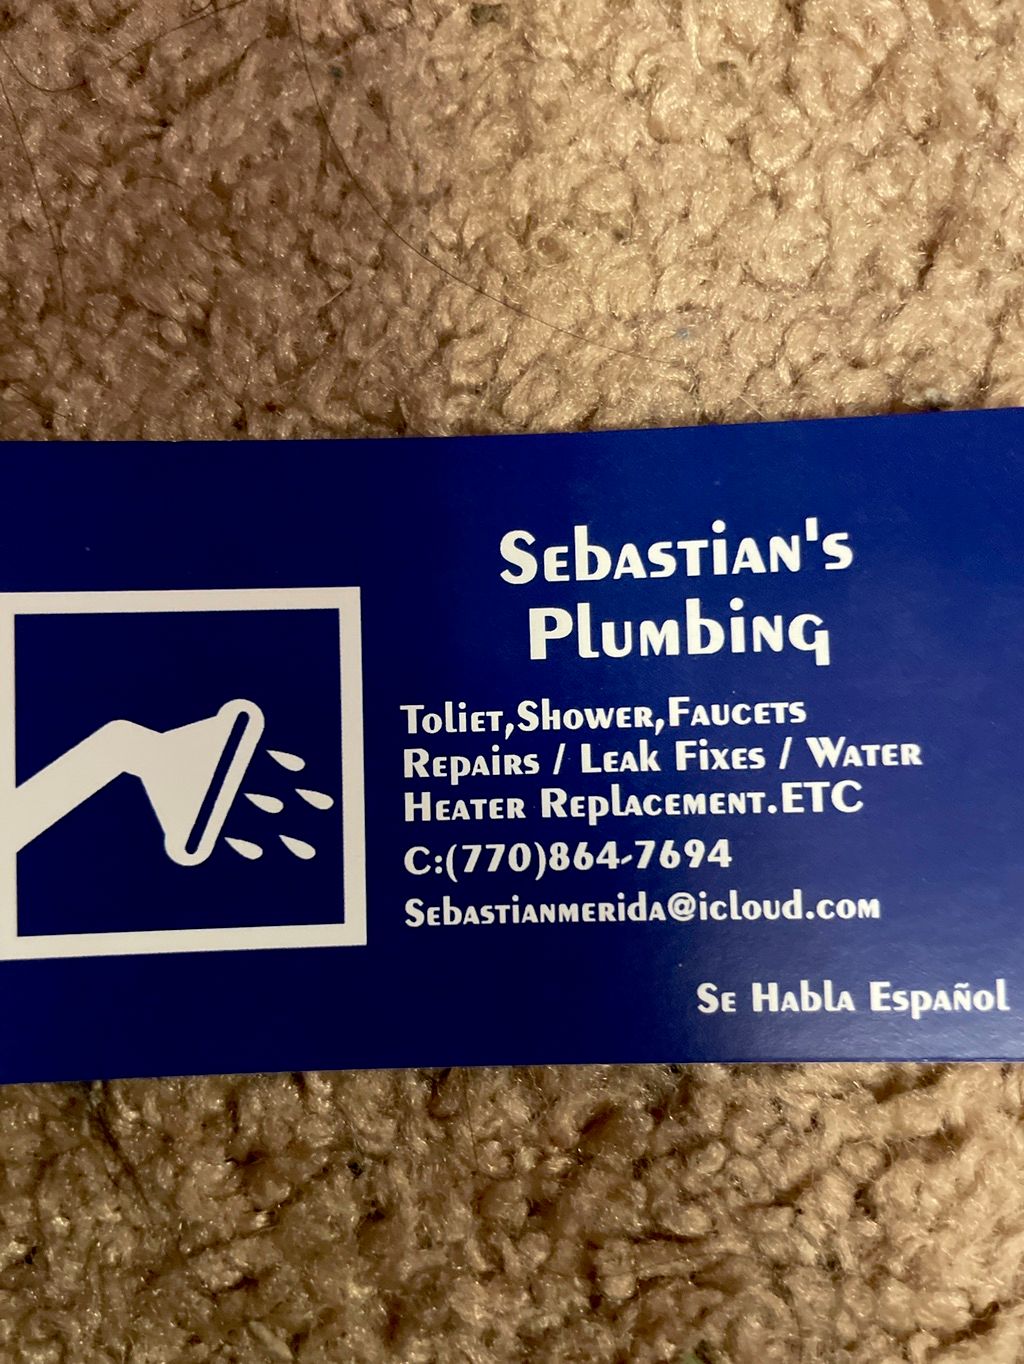 Sebastian's
Plumbing
Toliet,Shower,Faucets
Repairs / Leak Fixes / Water
Heater Replacement.ETC
C:(770)864-7694
Sebastianmerida@icloud.com
Se Habla Español